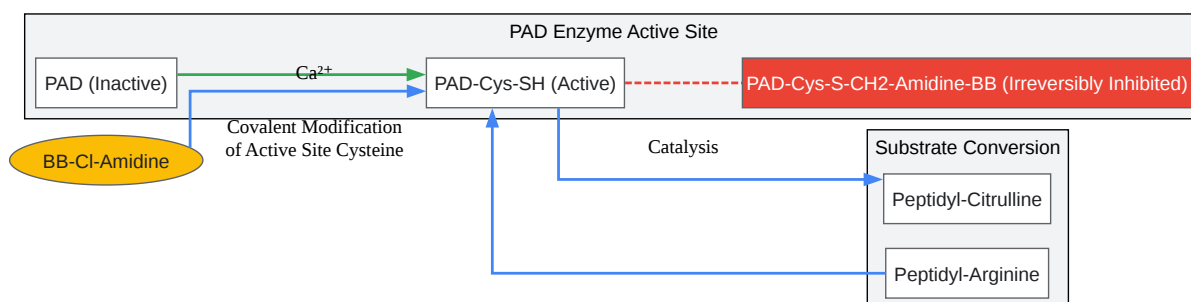 PAD Enzyme Active Site
PAD (Inactive)
Ca²⁺
PAD-Cys-SH (Active)
PAD-Cys-S-CH2-Amidine-BB (Irreversibly Inhibited)
BB-Cl-Amidine
Covalent Modification
of Active Site Cysteine
Catalysis
Substrate Conversion
Peptidyl-Citrulline
Peptidyl-Arginine